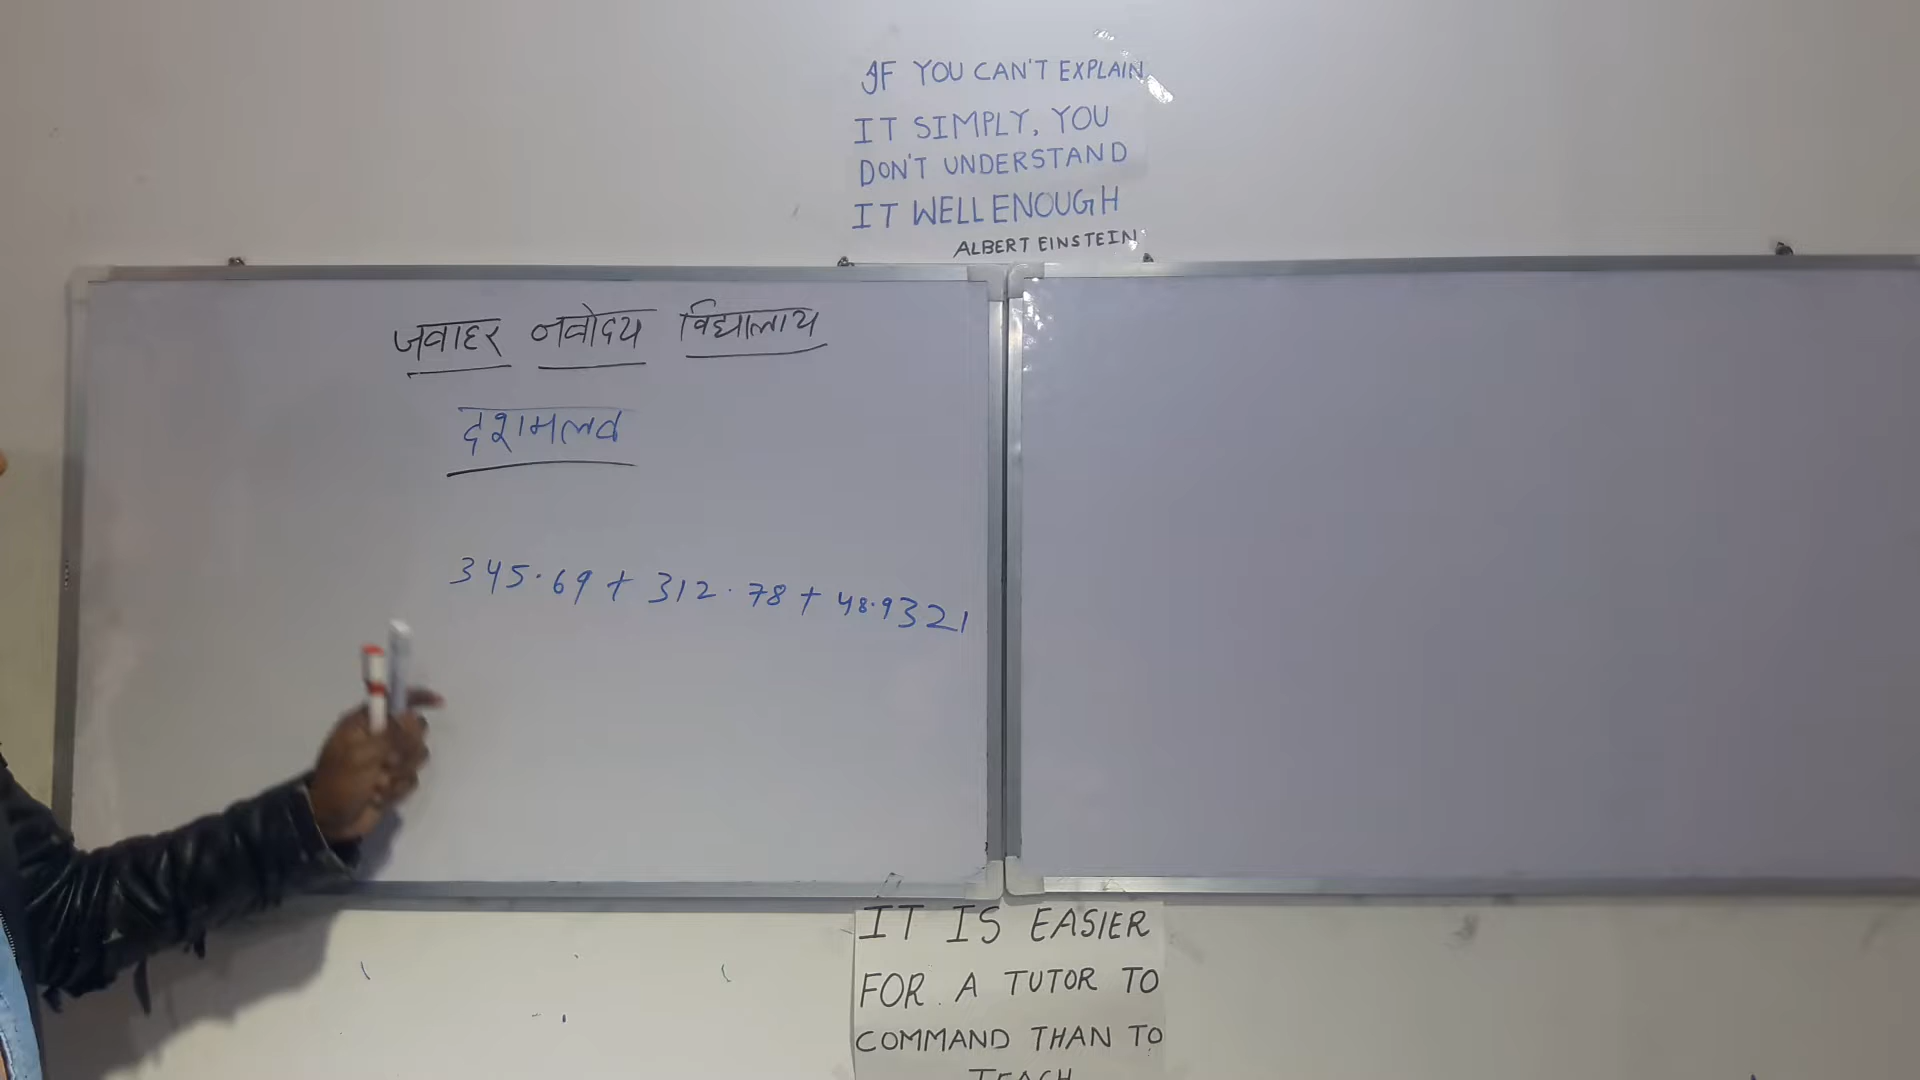 IF YOU CAN'T EXPLAIN
IT SIMPLY, YOU
DON'T UNDERSTAND
IT WELL ENOUGH
ALBERT EINSTEIN
जवाहर नवोदय विद्यालाय
दशमलव
345.69 + 312.78 + 48.9321
IT IS EASIER
FOR A TUTOR TO
COMMAND THAN TO
TEACH